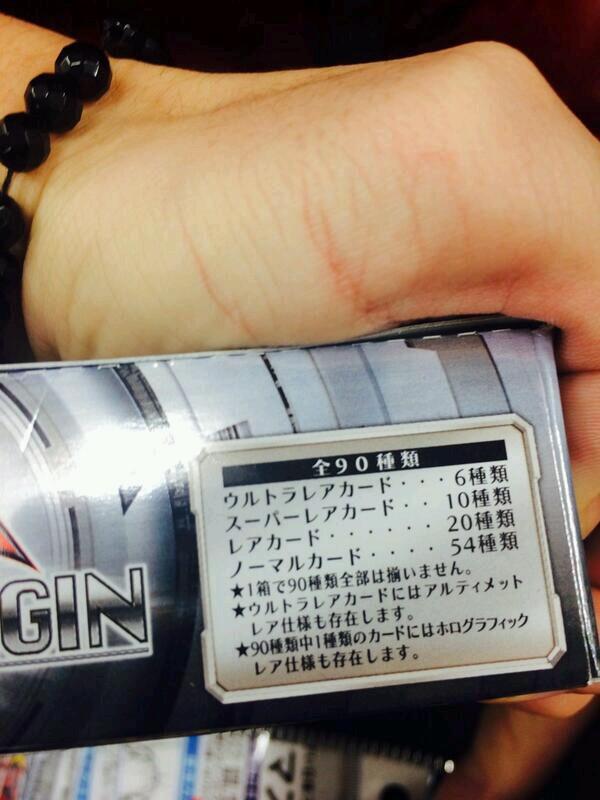 全90種類
ウルトラレアカード・・・6種類
スーパーレアカード・・10種類
レアカード・・・・・・20種類
ノーマルカード・・・・・54種類
★1箱で90種類全部は揃いません。
★ウルトラレアカードにはアルティメット
レア仕様も存在します。
★90種類中1種類のカードにはホログラフィック
レア仕様も存在します。
GIN
マス